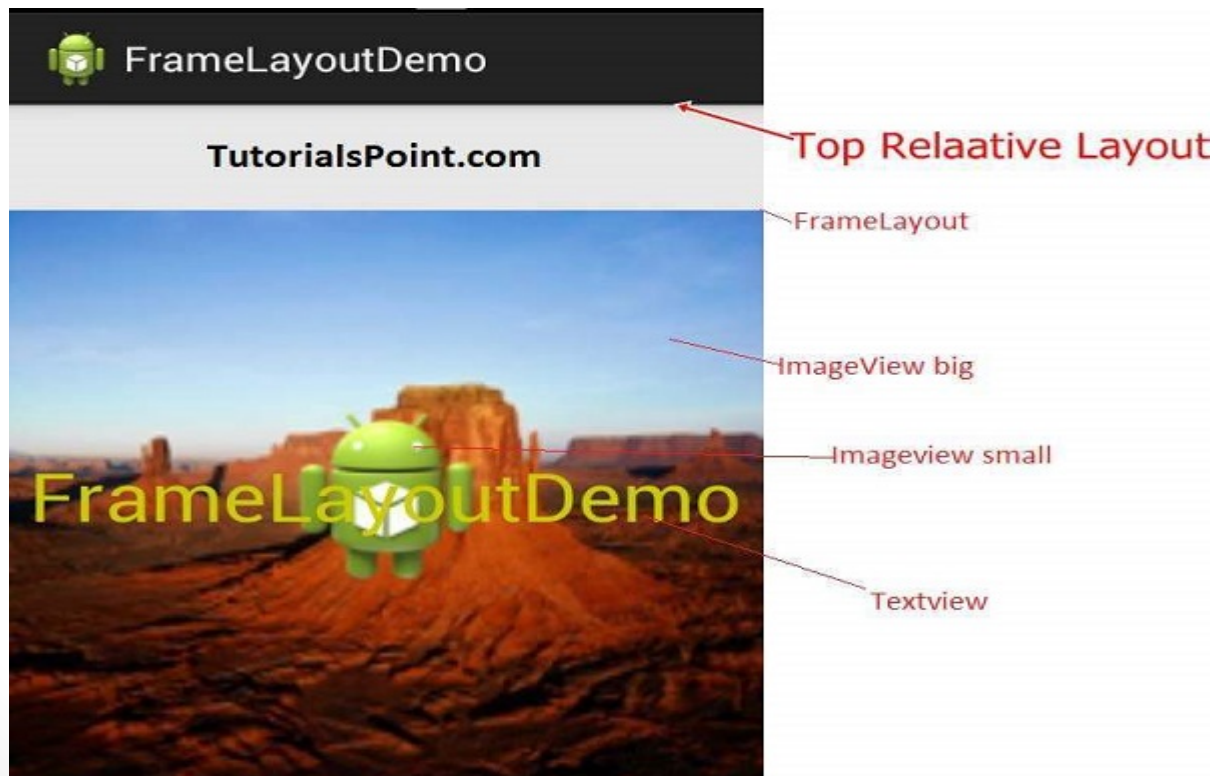 FrameLayoutDemo
TutorialsPoint.com
Top Relaative Layout
FrameLayout
ImageView big
Imageview small
FrameLayoutDemo
Textview